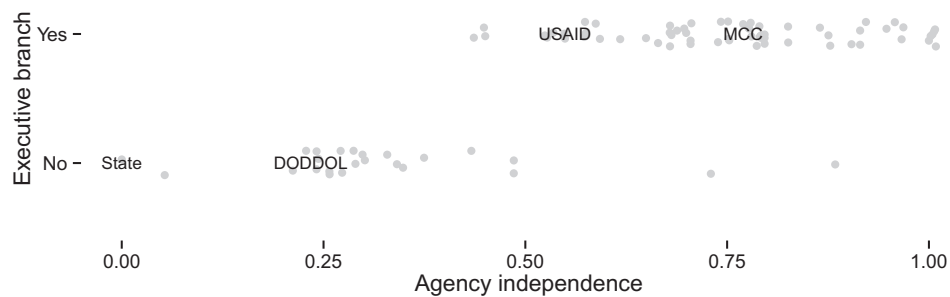 Executive branch
Yes
USAID
MCC
No
State
DODDOL
0.00
0.25
0.50
0.75
1.00
Agency independence